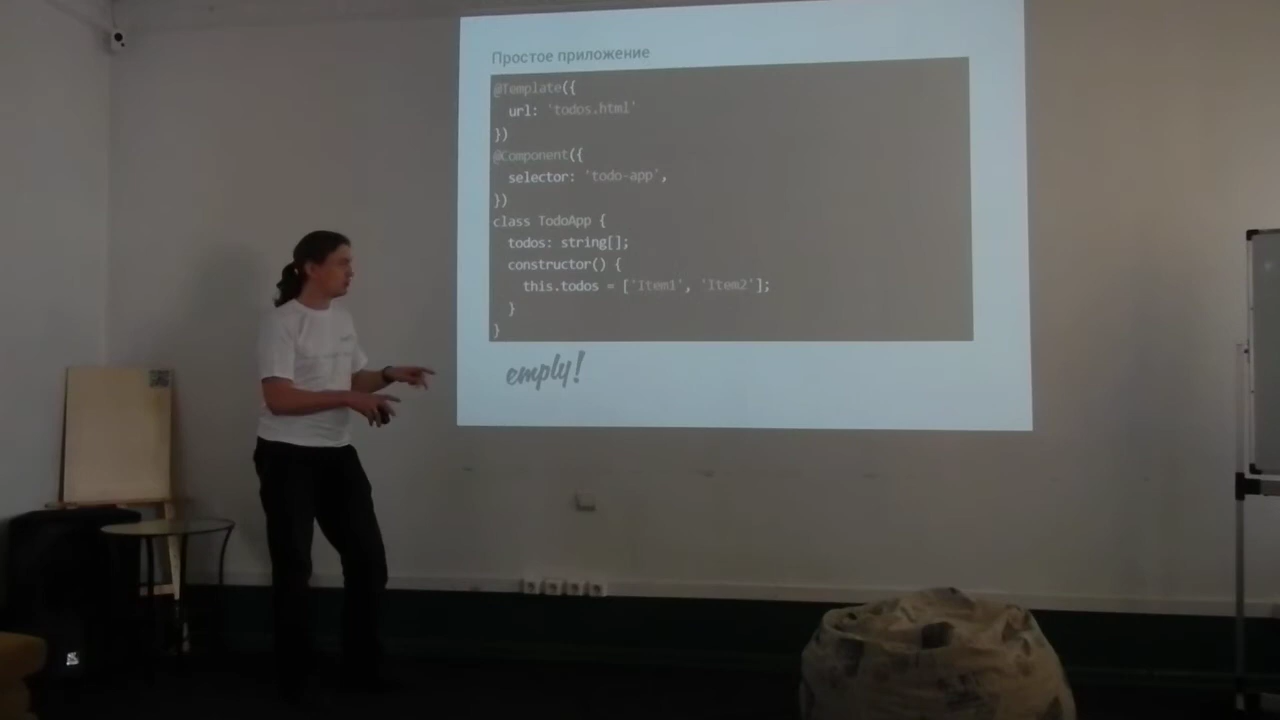 Простое приложение
@Template({
  url: 'todos.html'
})
@Component({
  selector: 'todo-app',
})
class TodoApp {
  todos: string[];
  constructor() {
    this.todos = ['Item1', 'Item2'];
  }
}
emply!